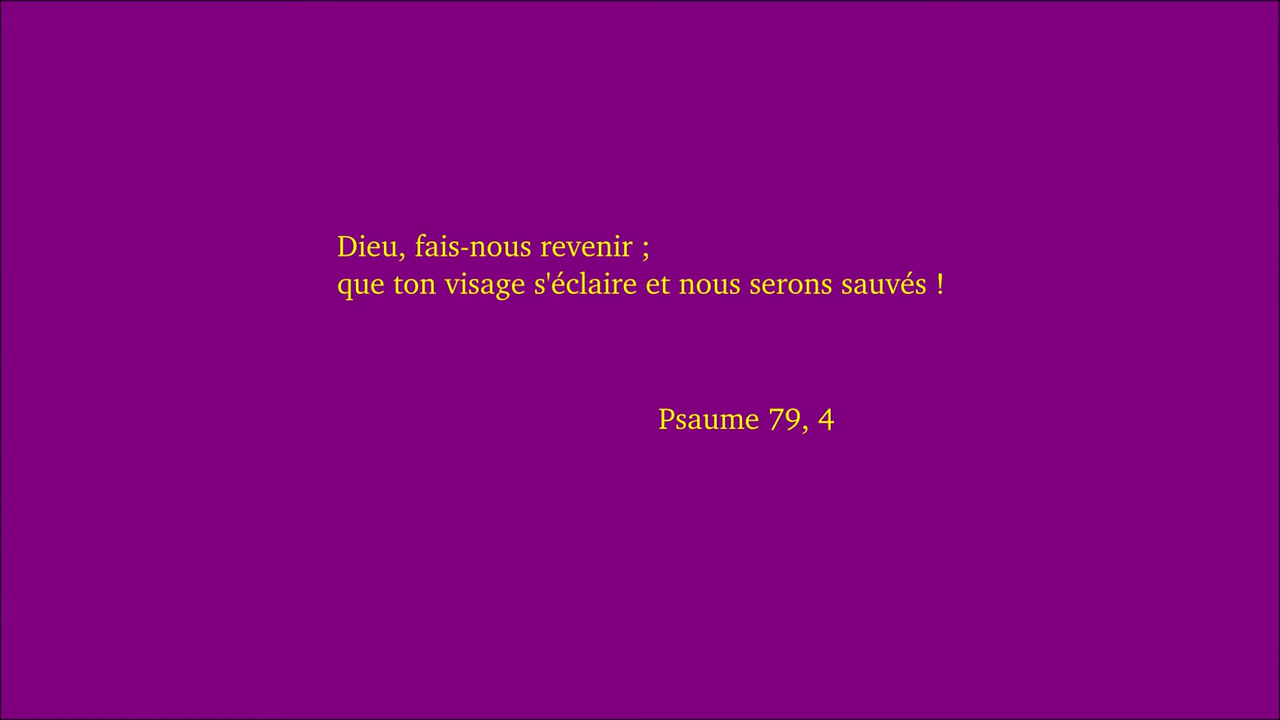 Dieu, fais-nous revenir ;
que ton visage s'éclaire et nous serons sauvés !
Psaume 79, 4